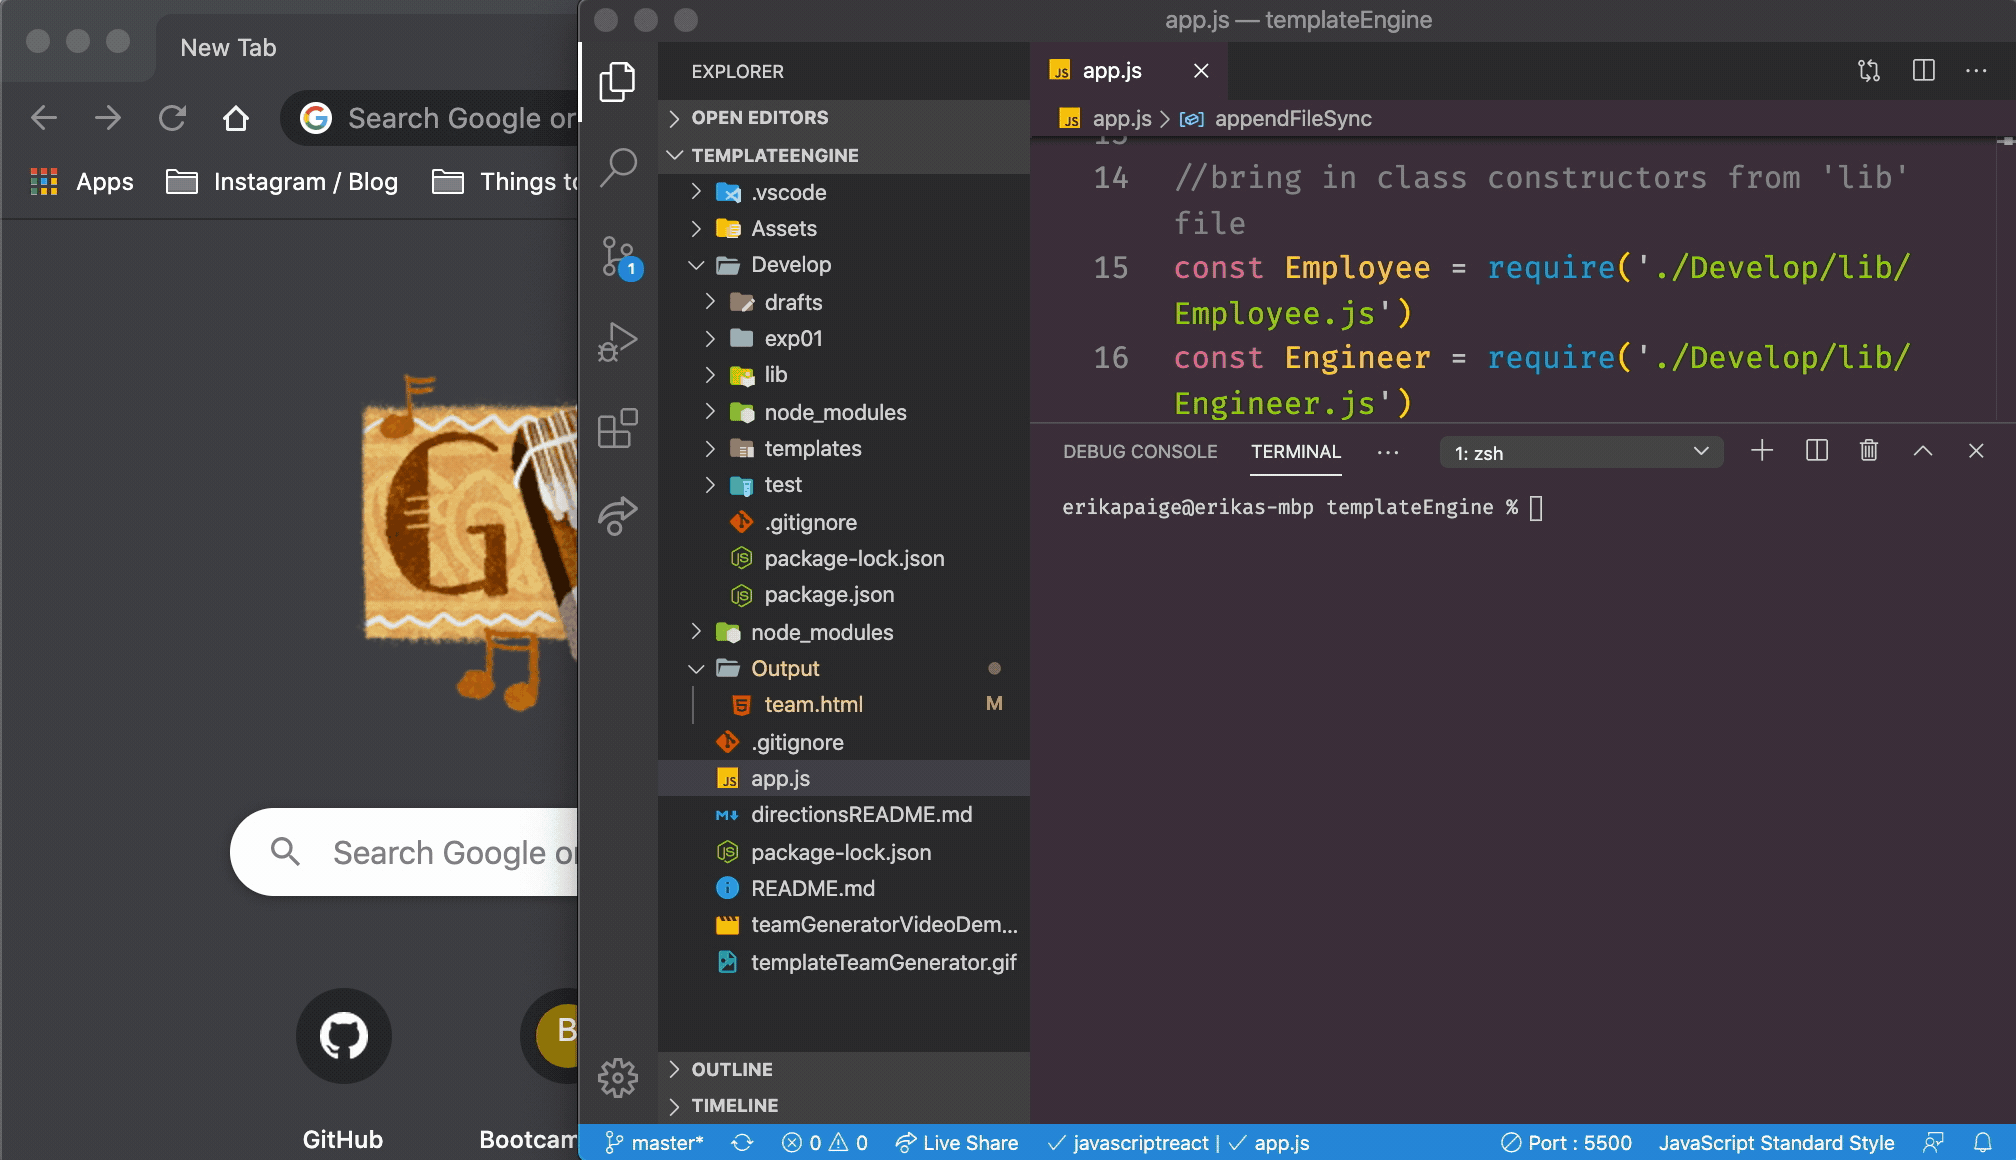 New Tab
Search Google or
Apps
Instagram / Blog
Things to
G
Search Google or
GitHub
B
Bootcam
app.js — templateEngine
EXPLORER
OPEN EDITORS
TEMPLATEENGINE
.vscode
Assets
Develop
drafts
exp01
lib
node_modules
templates
test
.gitignore
package-lock.json
package.json
node_modules
Output
team.html M
.gitignore
app.js
directionsREADME.md
package-lock.json
README.md
teamGeneratorVideoDem...
templateTeamGenerator.gif
OUTLINE
TIMELINE
1
JS app.js
JS app.js > appendFileSync
14 //bring in class constructors from 'lib'
file
15 const Employee = require('./Develop/lib/
Employee.js')
16 const Engineer = require('./Develop/lib/
Engineer.js')
DEBUG CONSOLE TERMINAL ... 1: zsh
erikapaige@erikas-mbp templateEngine %
master* 0 0 Live Share javascriptreact | app.js Port : 5500 JavaScript Standard Style